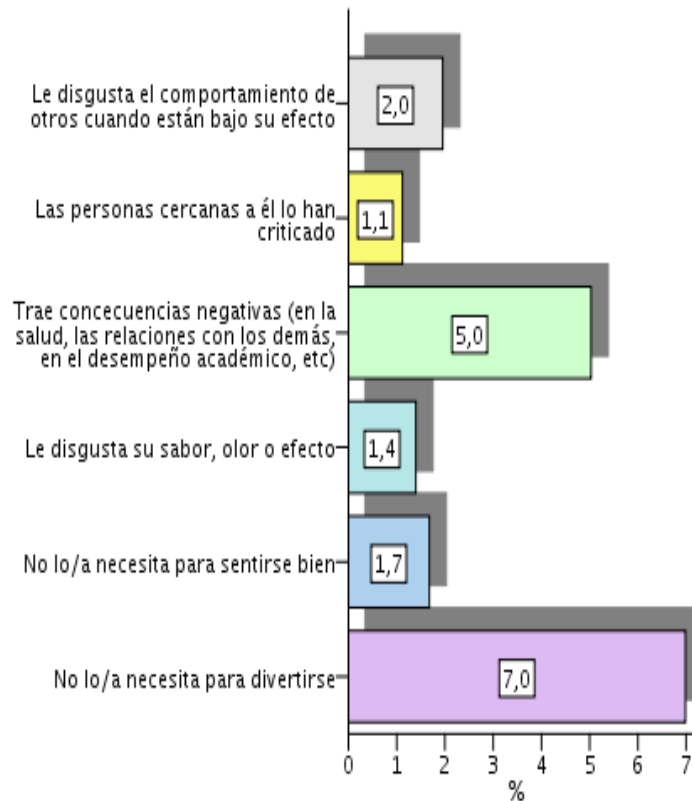 Le disgusta el comportamiento de
otros cuando están bajo su efecto
2,0
Las personas cercanas a él lo han
criticado
1,1
Trae concecuencias negativas (en la
salud, las relaciones con los demás,
en el desempeño académico, etc)
5,0
Le disgusta su sabor, olor o efecto
1,4
No lo/a necesita para sentirse bien
1,7
No lo/a necesita para divertirse
7,0
0 1 2 3 4 5 6 7
%